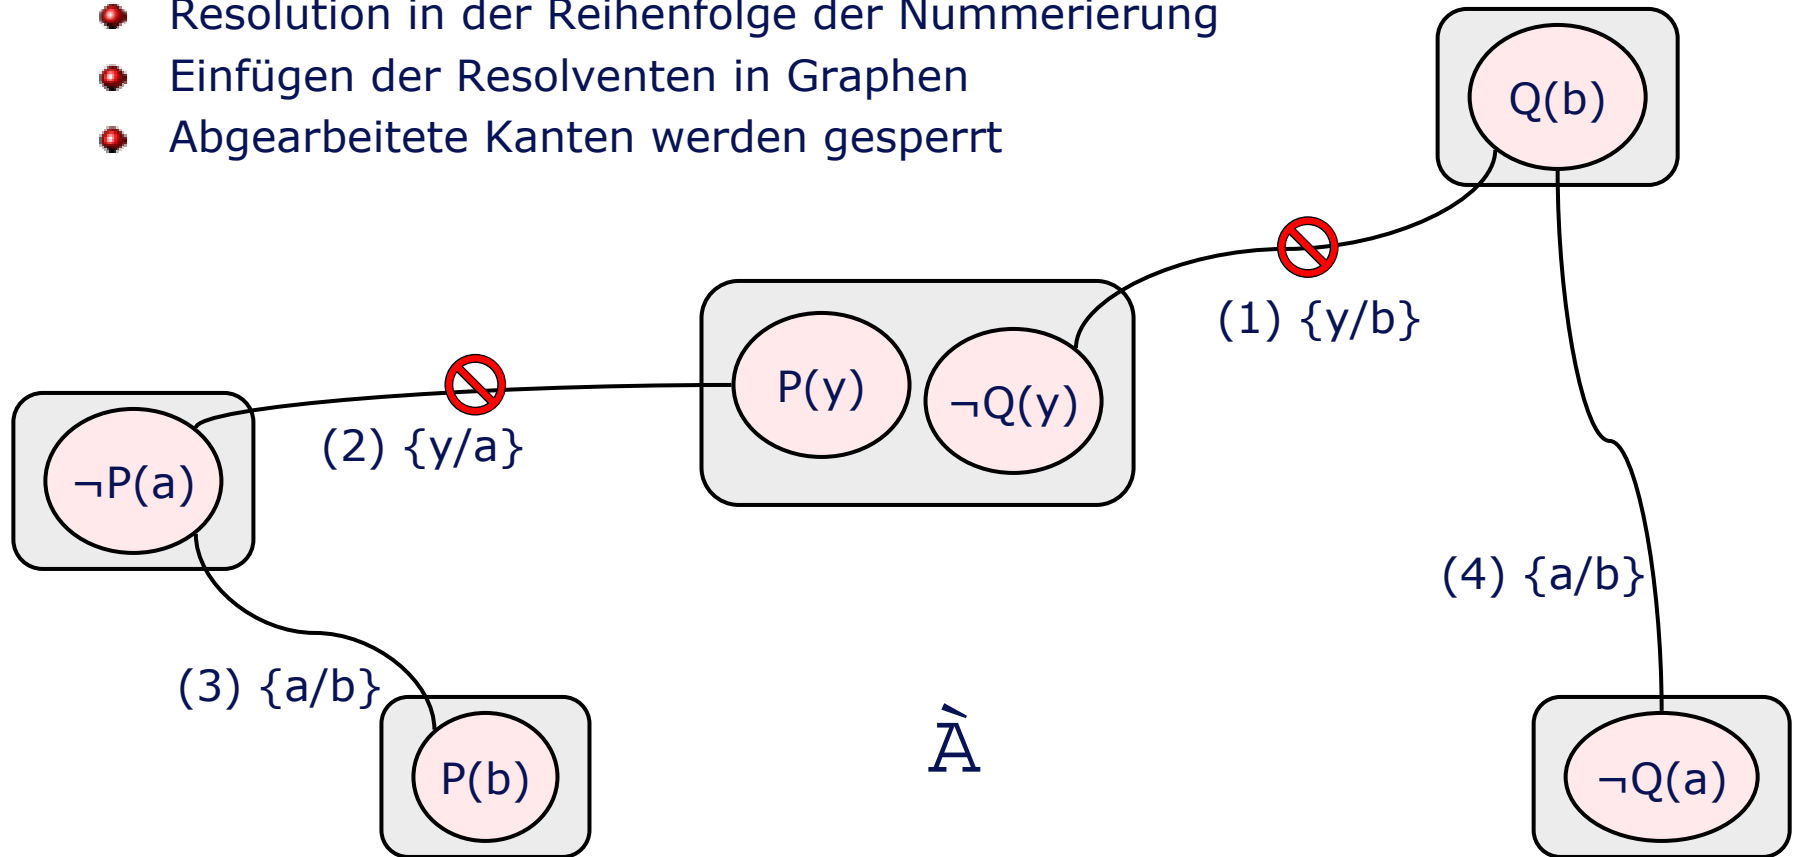 Resolution in der Reihenfolge der Nummerierung
Einfügen der Resolventen in Graphen
Abgearbeitete Kanten werden gesperrt
Q(b)
(1) {y/b}
P(y)
¬Q(y)
(2) {y/a}
¬P(a)
(4) {a/b}
(3) {a/b}
P(b)
À
¬Q(a)